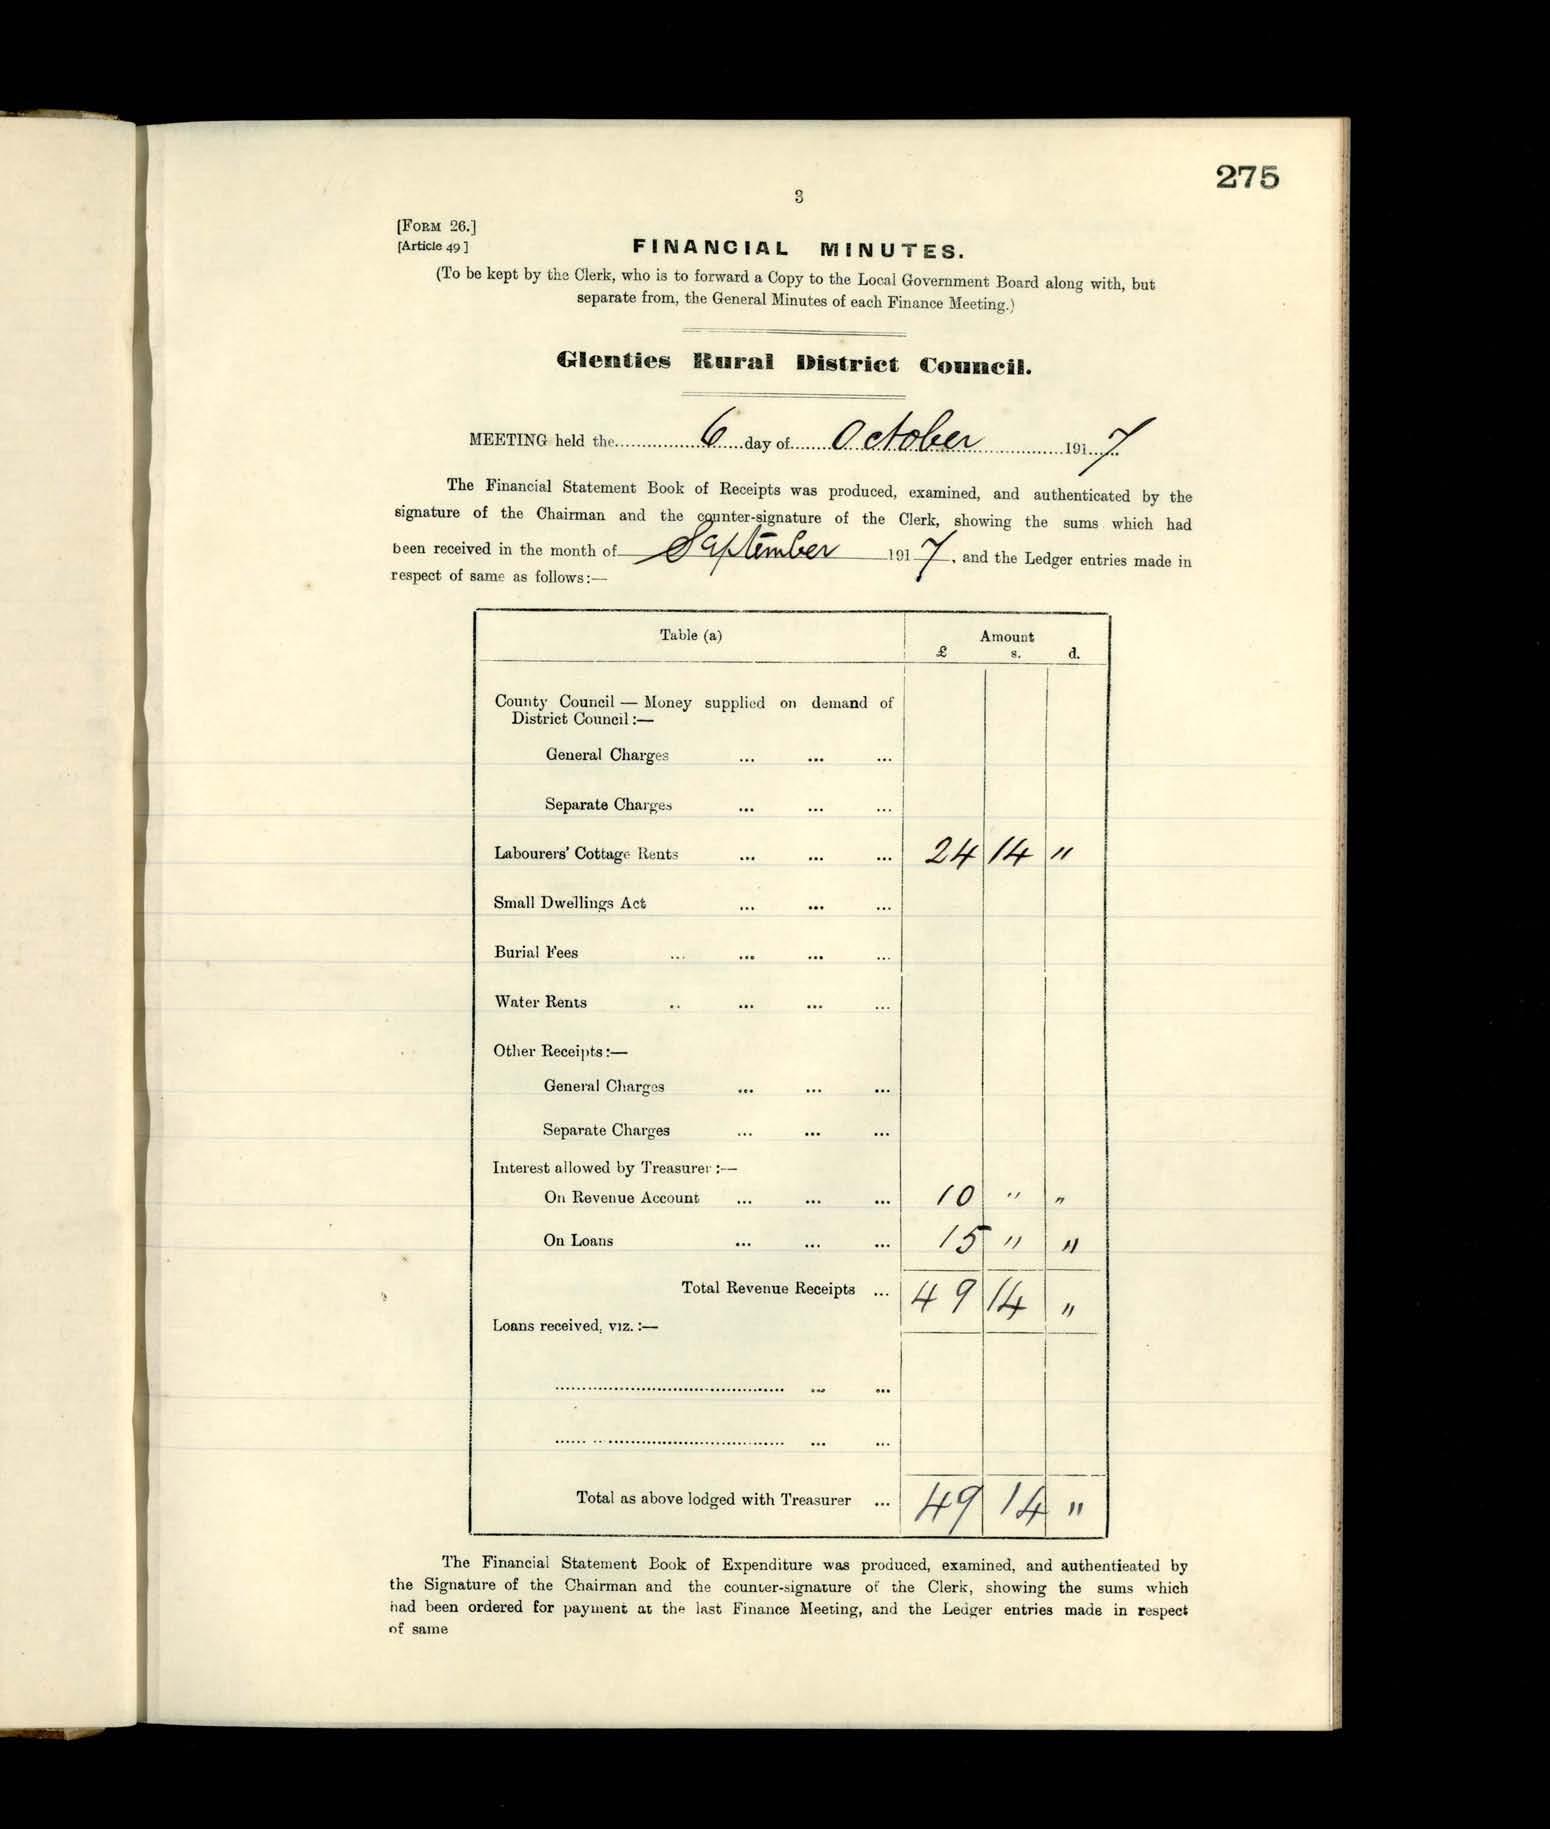 275
3
[FORM 26.]
[Article 49]
FINANCIAL MINUTES.
(To be kept by the Clerk, who is to forward a Copy to the Local Government Board along with, but
separate from, the General Minutes of each Finance Meeting.)
Glenties Rural District Council.
MEETING held the 6 day of October 1917
The Financial Statement Book of Receipts was produced, examined, and authenticated by the
signature of the Chairman and the counter-signature of the Clerk, showing the sums which had
been received in the month of September 1917, and the Ledger entries made in
respect of same as follows:—
Table (a) Amount
£ s. d.
County Council — Money supplied on demand of
District Council:—
General Charges ... ... ...
Separate Charges ... ... ...
Labourers' Cottage Rents ... ... ... 24 14 "
Small Dwellings Act ... ... ...
Burial Fees ... ... ... ...
Water Rents .. ... ... ...
Other Receipts:—
General Charges ... ... ...
Separate Charges ... ... ...
Interest allowed by Treasurer:—
On Revenue Account ... ... ... 10 " "
On Loans ... ... ... 15 " "
Total Revenue Receipts ... 49 14 "
Loans received, viz.:—
........................................ ... ...
........................................ ... ...
Total as above lodged with Treasurer ... 49 14 "
The Financial Statement Book of Expenditure was produced, examined, and authenticated by
the Signature of the Chairman and the counter-signature of the Clerk, showing the sums which
had been ordered for payment at the last Finance Meeting, and the Ledger entries made in respect
of same